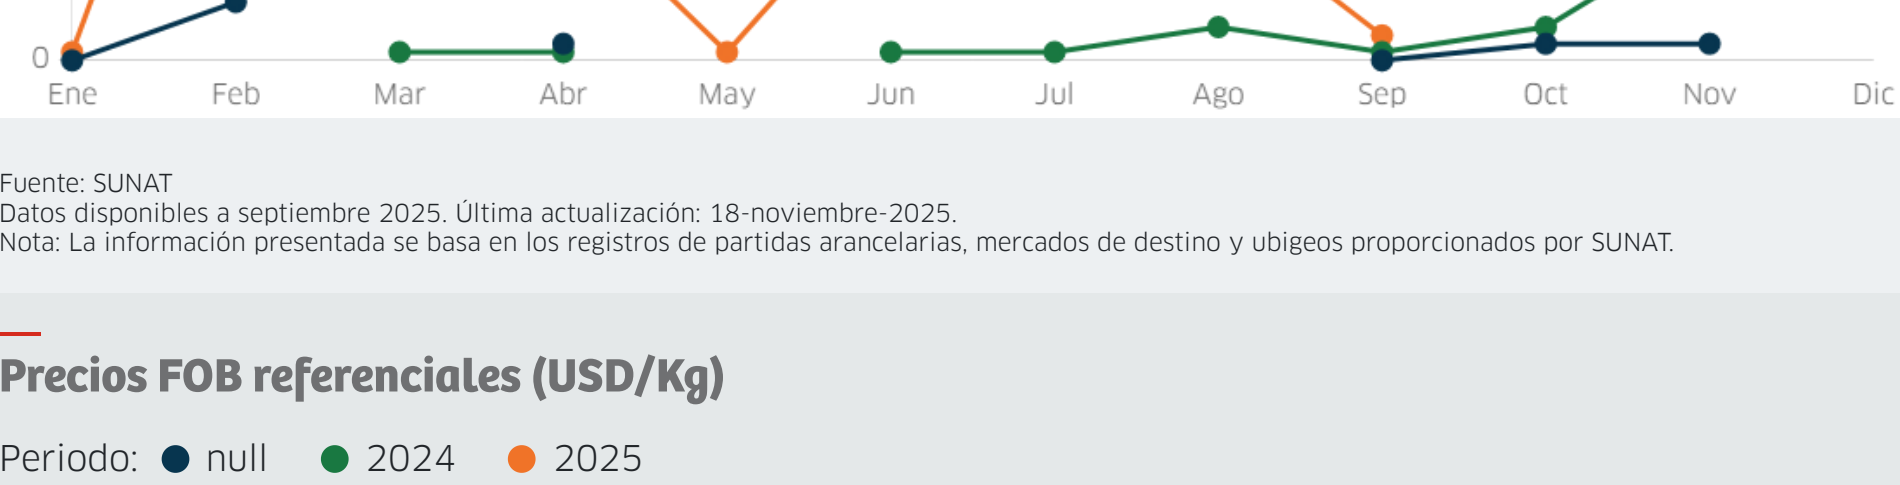 0
Ene Feb Mar Abr May Jun Jul Ago Sep Oct Nov Dic
Fuente: SUNAT
Datos disponibles a septiembre 2025. Última actualización: 18-noviembre-2025.
Nota: La información presentada se basa en los registros de partidas arancelarias, mercados de destino y ubigeos proporcionados por SUNAT.
Precios FOB referenciales (USD/Kg)
Periodo: null 2024 2025